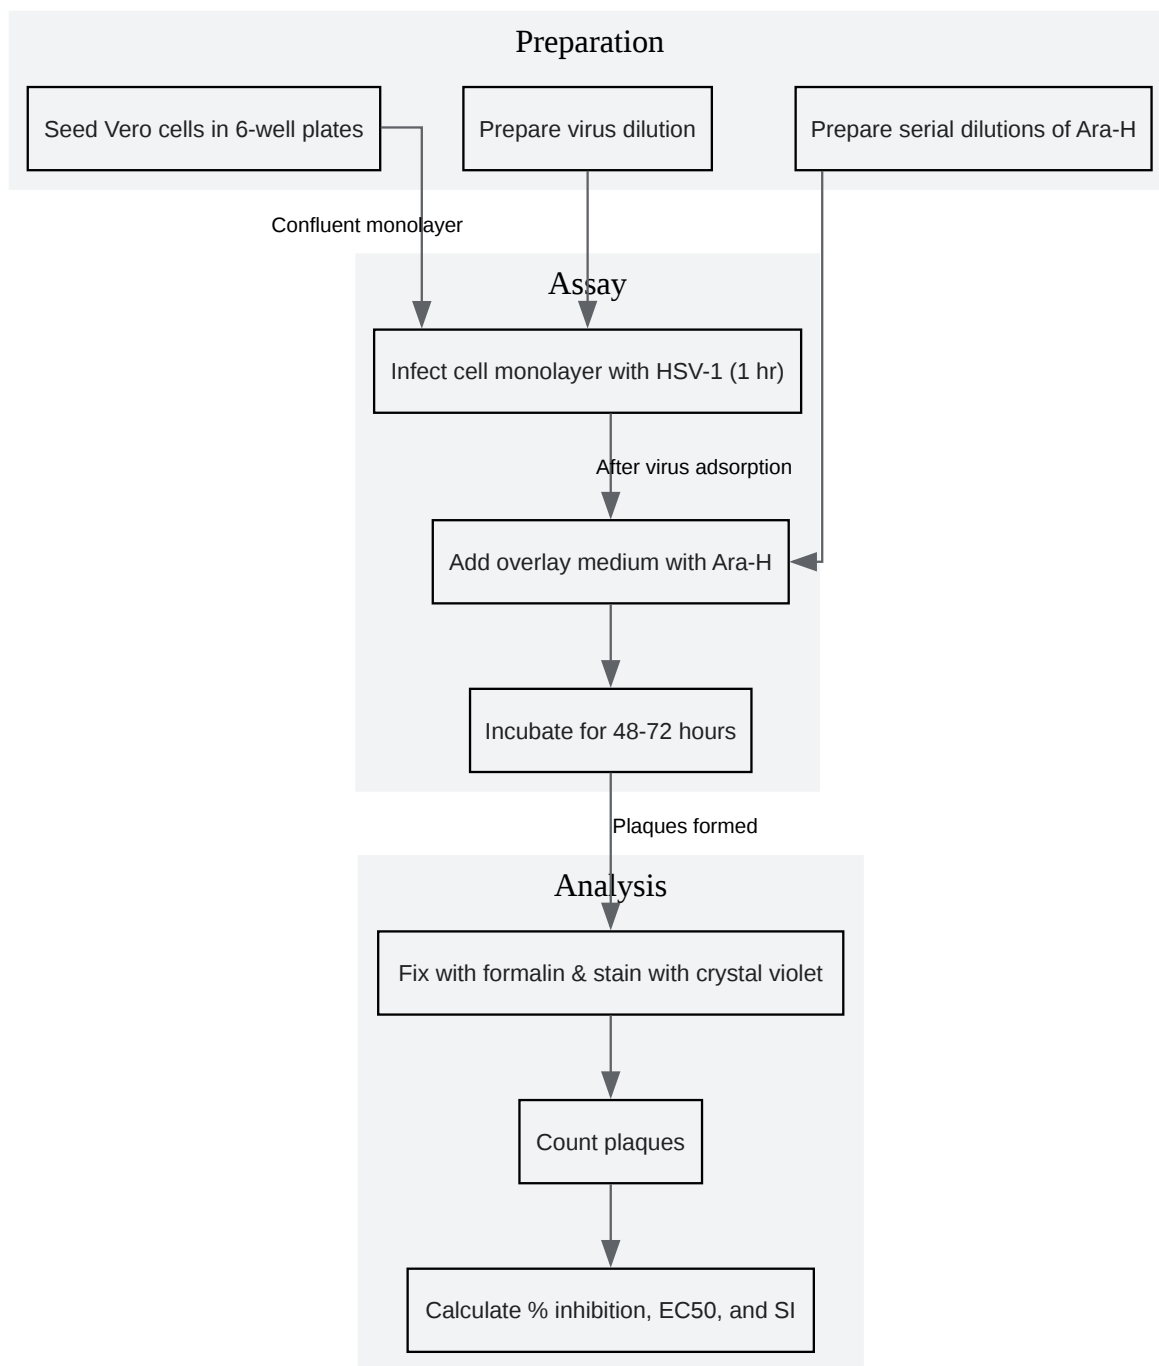 Preparation
Seed Vero cells in 6-well plates
Prepare virus dilution
Prepare serial dilutions of Ara-H
Confluent monolayer
Assay
Infect cell monolayer with HSV-1 (1 hr)
After virus adsorption
Add overlay medium with Ara-H
Incubate for 48-72 hours
Plaques formed
Analysis
Fix with formalin & stain with crystal violet
Count plaques
Calculate % inhibition, EC50, and SI